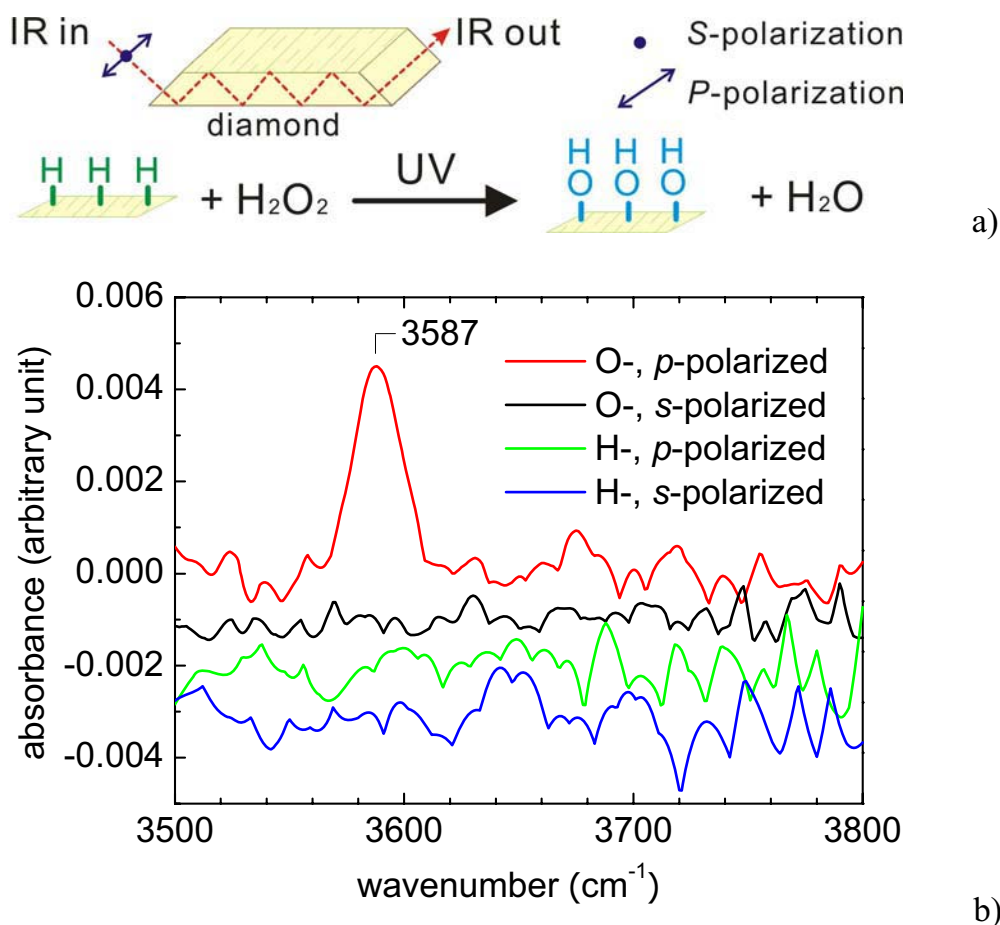 IR in
IR out
S-polarization
P-polarization
diamond
H H H
+ H₂O₂
UV
H H H
O O O
+ H₂O
a)
0.006
0.004
0.002
0.000
-0.002
-0.004
absorbance (arbitrary unit)
3587
O-, p-polarized
O-, s-polarized
H-, p-polarized
H-, s-polarized
3500 3600 3700 3800
wavenumber (cm⁻¹)
b)